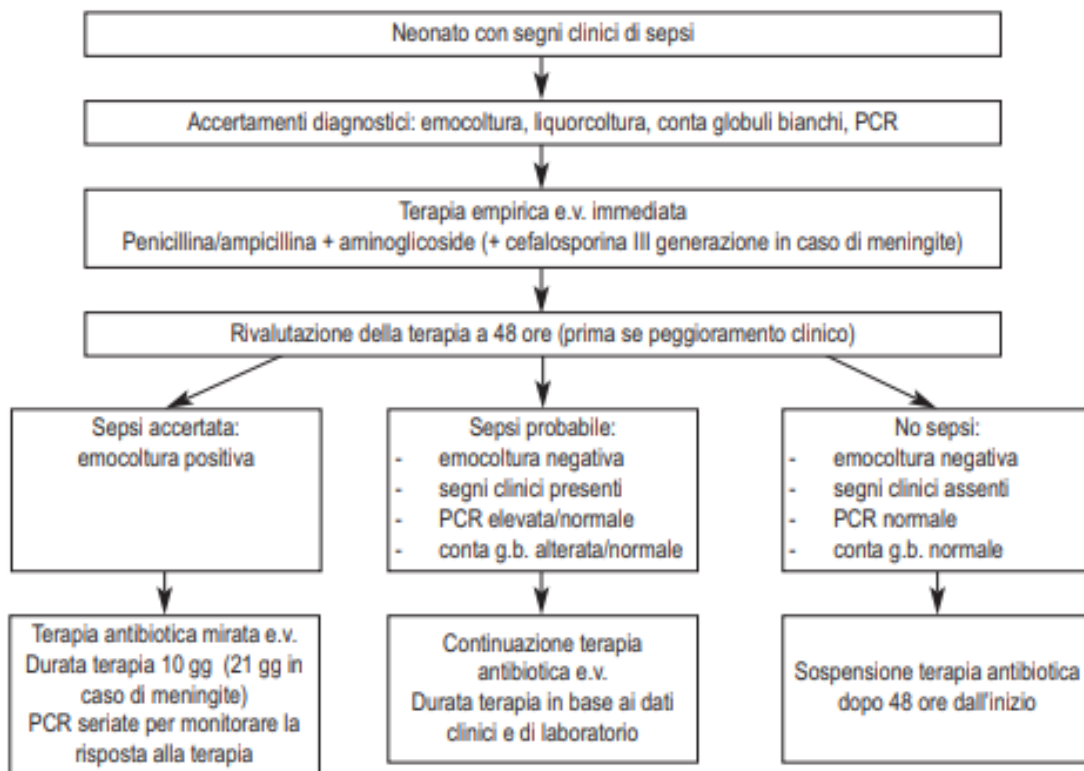 Neonato con segni clinici di sepsi
Accertamenti diagnostici: emocoltura, liquorcoltura, conta globuli bianchi, PCR
Terapia empirica e.v. immediata
Penicillina/ampicillina + aminoglicoside (+ cefalosporina III generazione in caso di meningite)
Rivalutazione della terapia a 48 ore (prima se peggioramento clinico)
Sepsi accertata:
emocoltura positiva
Sepsi probabile:
- emocoltura negativa
- segni clinici presenti
- PCR elevata/normale
- conta g.b. alterata/normale
No sepsi:
- emocoltura negativa
- segni clinici assenti
- PCR normale
- conta g.b. normale
Terapia antibiotica mirata e.v.
Durata terapia 10 gg (21 gg in
caso di meningite)
PCR seriate per monitorare la
risposta alla terapia
Continuazione terapia
antibiotica e.v.
Durata terapia in base ai dati
clinici e di laboratorio
Sospensione terapia antibiotica
dopo 48 ore dall'inizio